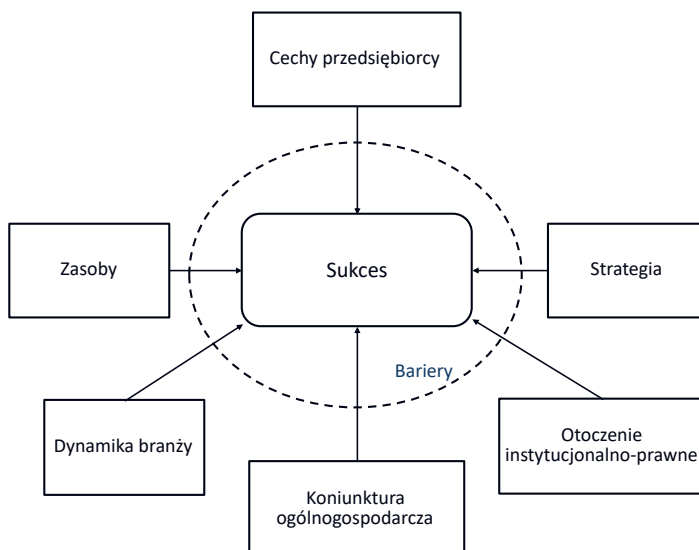 Cechy przedsiębiorcy
Zasoby
Sukces
Strategia
Bariery
Dynamika branży
Otoczenie
instytucjonalno-prawne
Koniunktura
ogólnogospodarcza